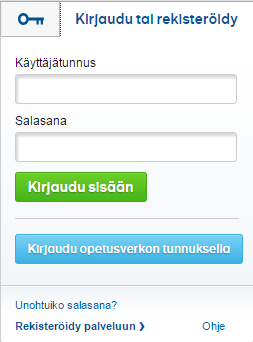 Kirjaudu tai rekisteröidy
Käyttäjätunnus
Salasana
Kirjaudu sisään
Kirjaudu opetusverkon tunnuksella
Unohtuiko salasana?
Rekisteröidy palveluun ❯ Ohje